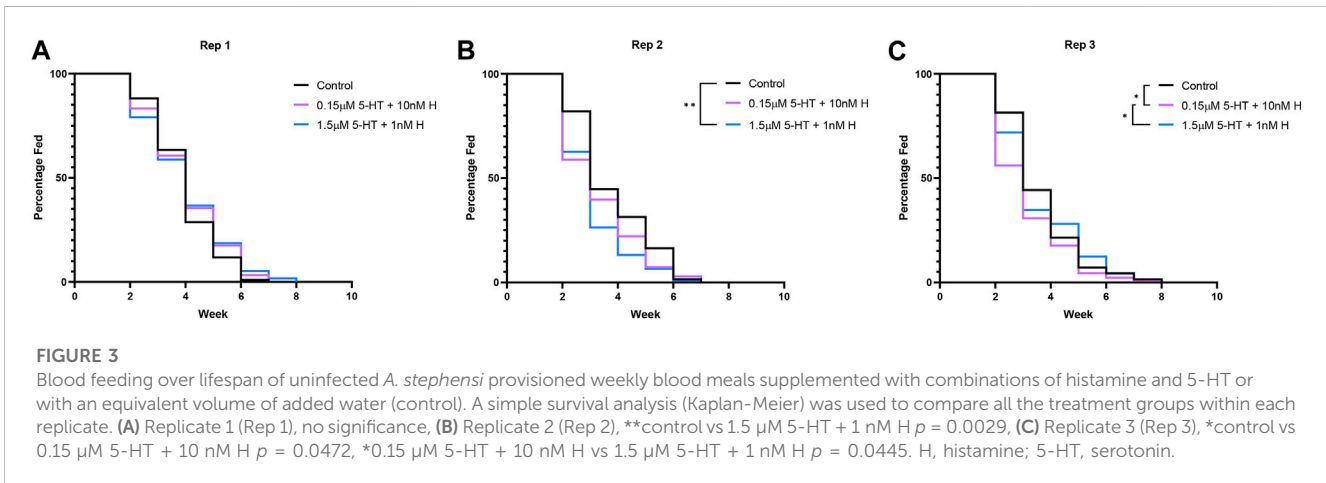 A
Rep 1
100
50
0
Percentage Fed
0 2 4 6 8 10
Week
Control
0.15μM 5-HT + 10nM H
1.5μM 5-HT + 1nM H
B
Rep 2
100
50
0
Percentage Fed
0 2 4 6 8 10
Week
Control
0.15μM 5-HT + 10nM H
1.5μM 5-HT + 1nM H
**
C
Rep 3
100
50
0
Percentage Fed
0 2 4 6 8 10
Week
Control
0.15μM 5-HT + 10nM H
1.5μM 5-HT + 1nM H
*
*
FIGURE 3
Blood feeding over lifespan of uninfected A. stephensi provisioned weekly blood meals supplemented with combinations of histamine and 5-HT or
with an equivalent volume of added water (control). A simple survival analysis (Kaplan-Meier) was used to compare all the treatment groups within each
replicate. (A) Replicate 1 (Rep 1), no significance, (B) Replicate 2 (Rep 2), **control vs 1.5 μM 5-HT + 1 nM H p = 0.0029, (C) Replicate 3 (Rep 3), *control vs
0.15 μM 5-HT + 10 nM H p = 0.0472, *0.15 μM 5-HT + 10 nM H vs 1.5 μM 5-HT + 1 nM H p = 0.0445. H, histamine; 5-HT, serotonin.